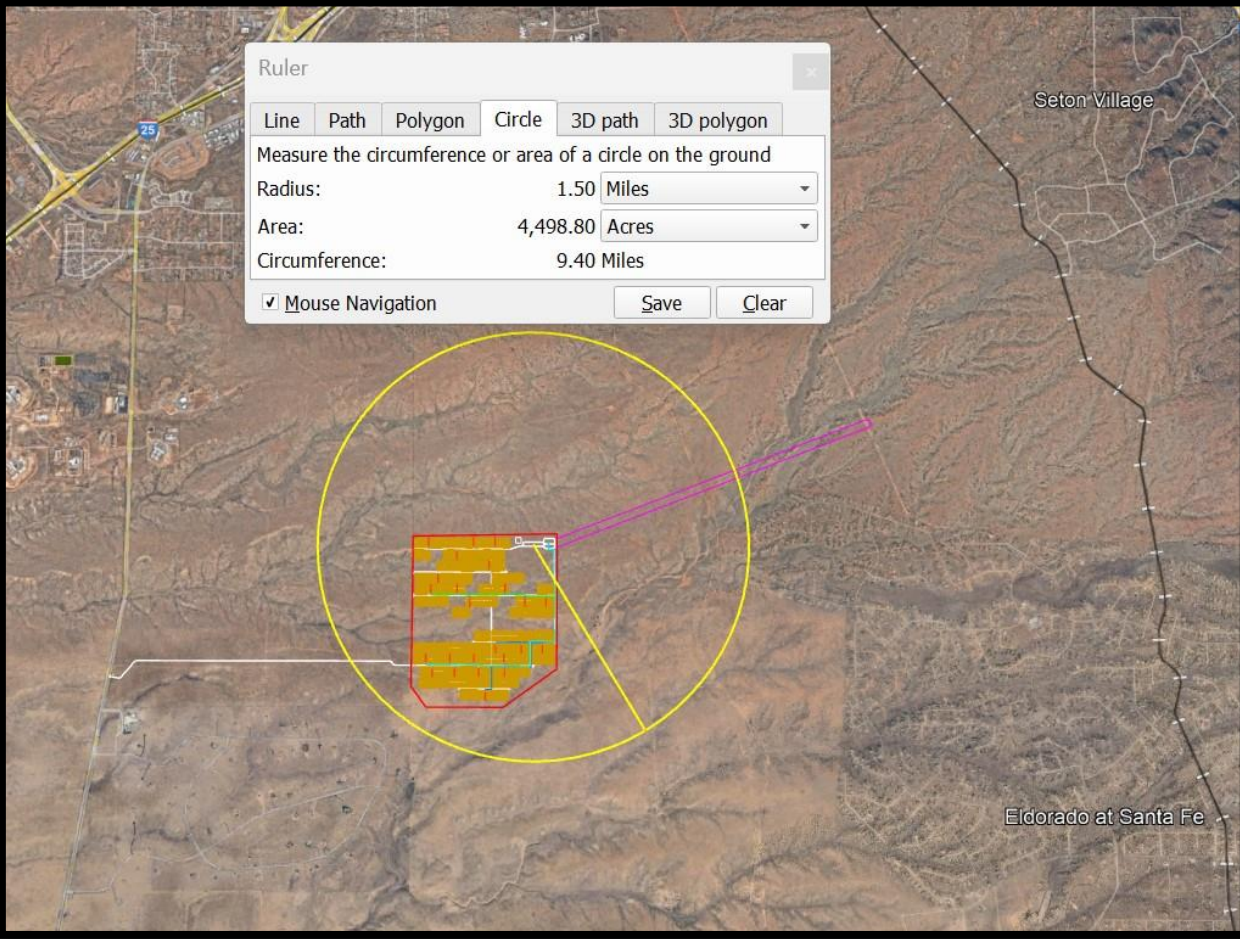 Ruler
Line Path Polygon Circle 3D path 3D polygon
Measure the circumference or area of a circle on the ground
Radius: 1.50 Miles
Area: 4,498.80 Acres
Circumference: 9.40 Miles
Mouse Navigation Save Clear
25
Seton Village
Eldorado at Santa Fe